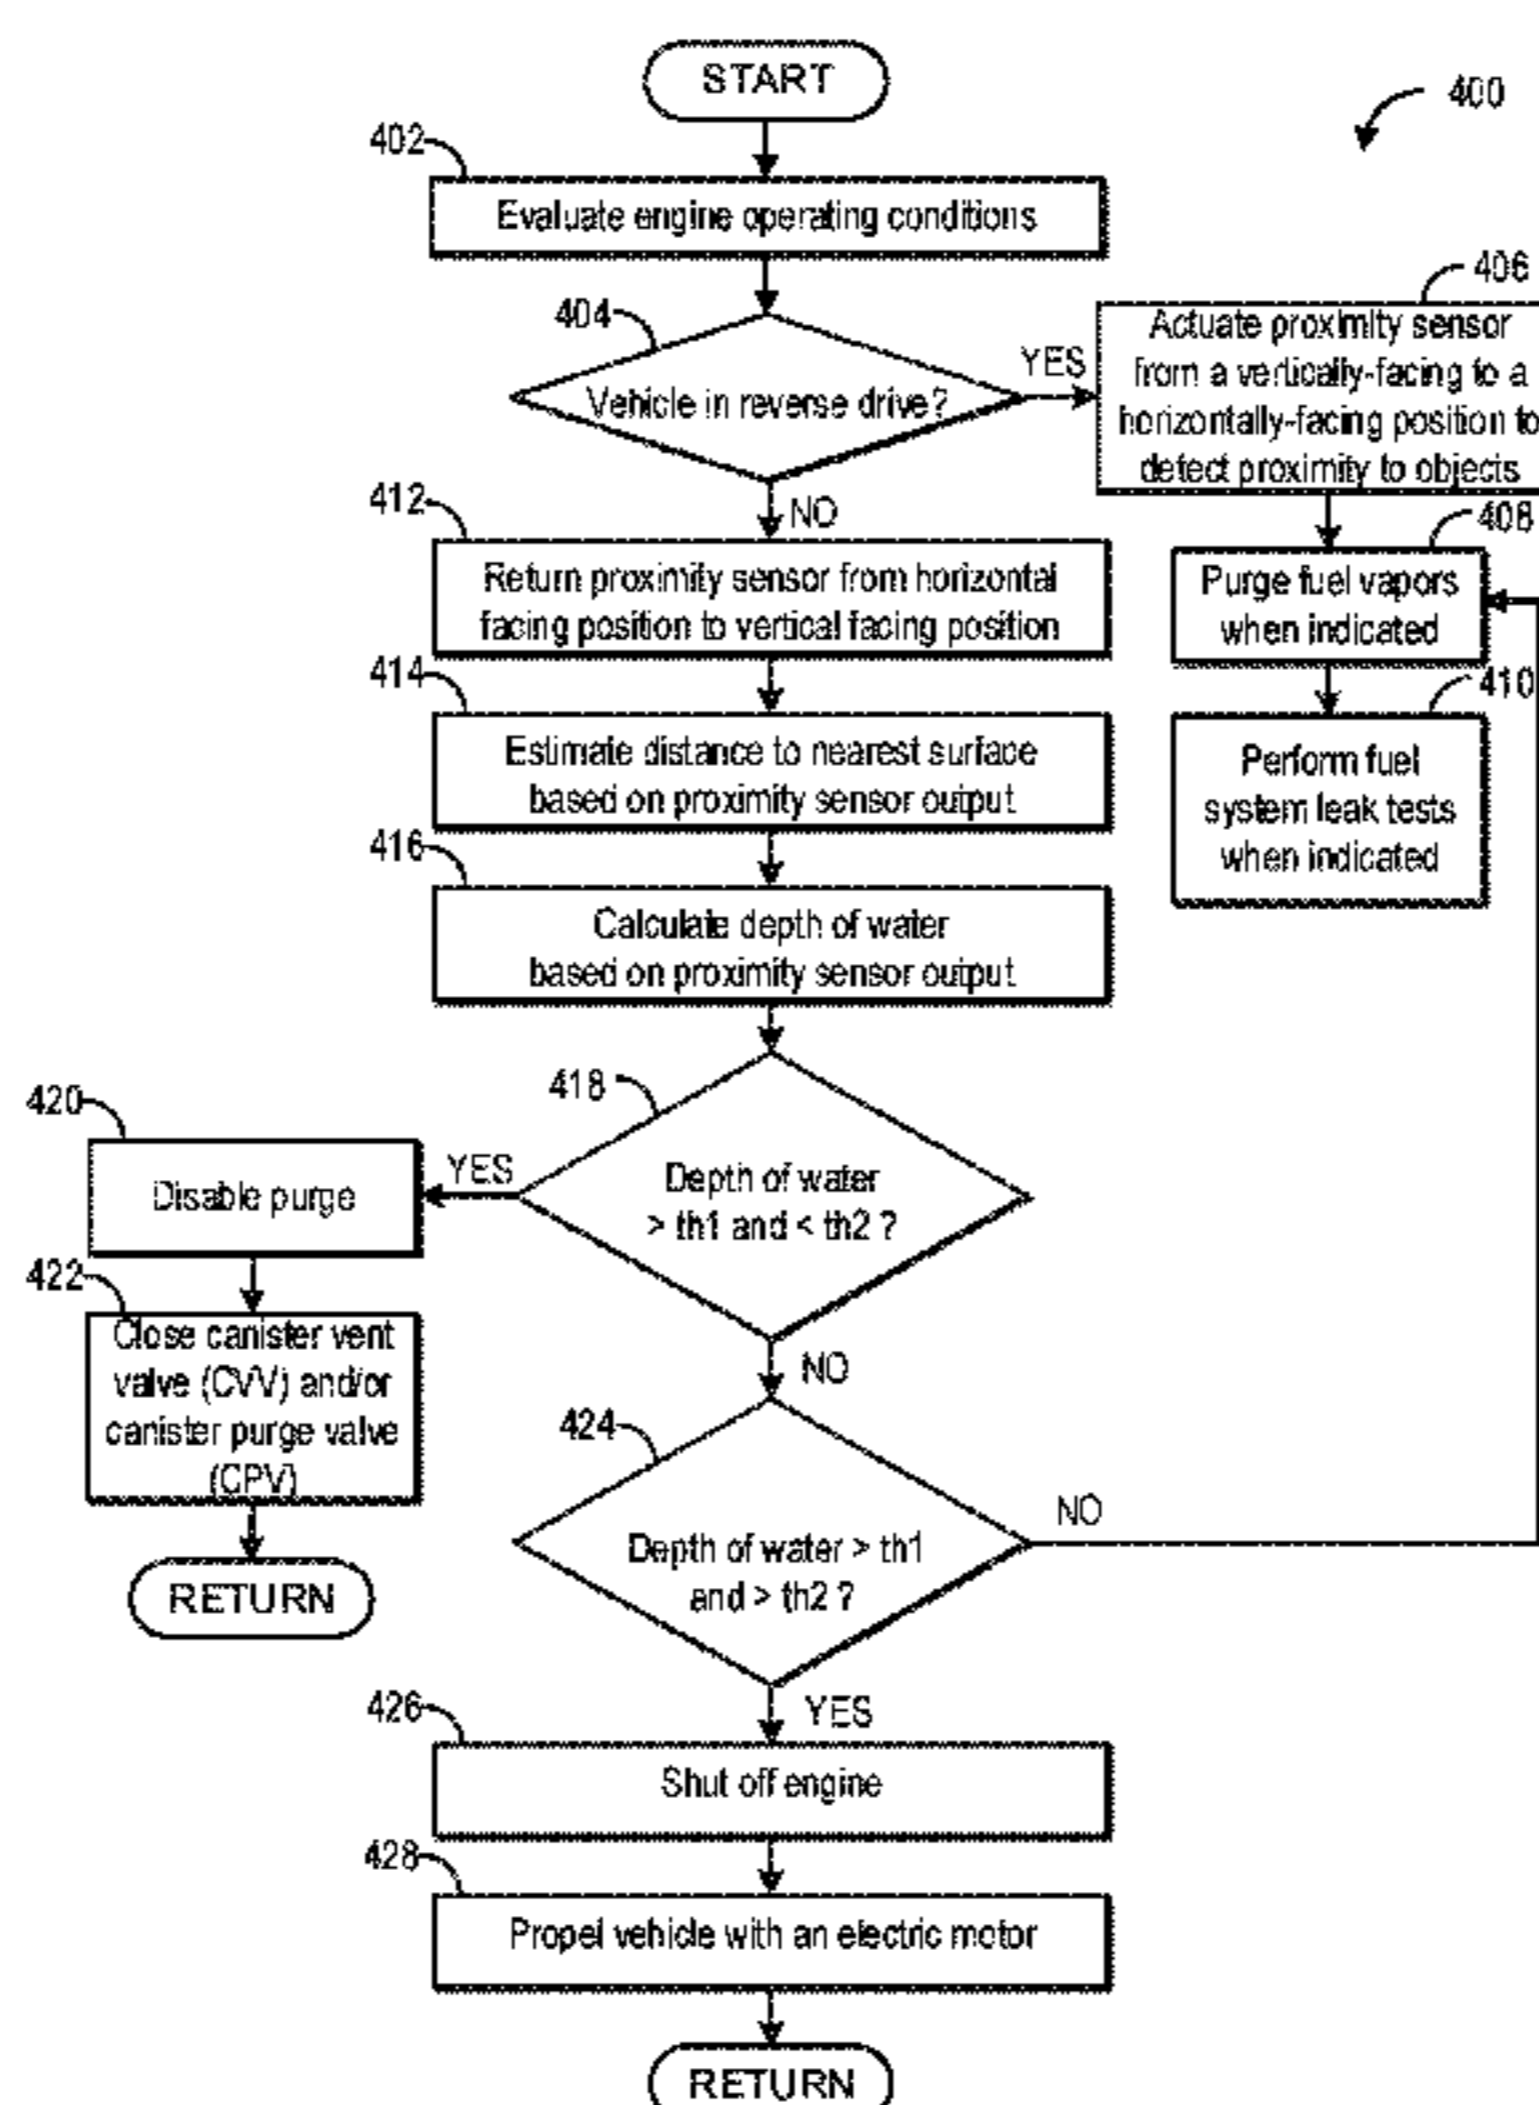 START
400
402
Evaluate engine operating conditions
404
Vehicle in reverse drive?
YES
406
Actuate proximity sensor
from a vertically-facing to a
horizontally-facing position to
detect proximity to objects
NO
412
Return proximity sensor from horizontal
facing position to vertical facing position
408
Purge fuel vapors
when indicated
414
Estimate distance to nearest surface
based on proximity sensor output
410
Perform fuel
system leak tests
when indicated
416
Calculate depth of water
based on proximity sensor output
418
Depth of water
> th1 and < th2 ?
YES
420
Disable purge
422
Close canister vent
valve (CVV) and/or
canister purge valve
(CPV)
RETURN
NO
424
Depth of water > th1
and > th2 ?
NO
YES
426
Shut off engine
428
Propel vehicle with an electric motor
RETURN